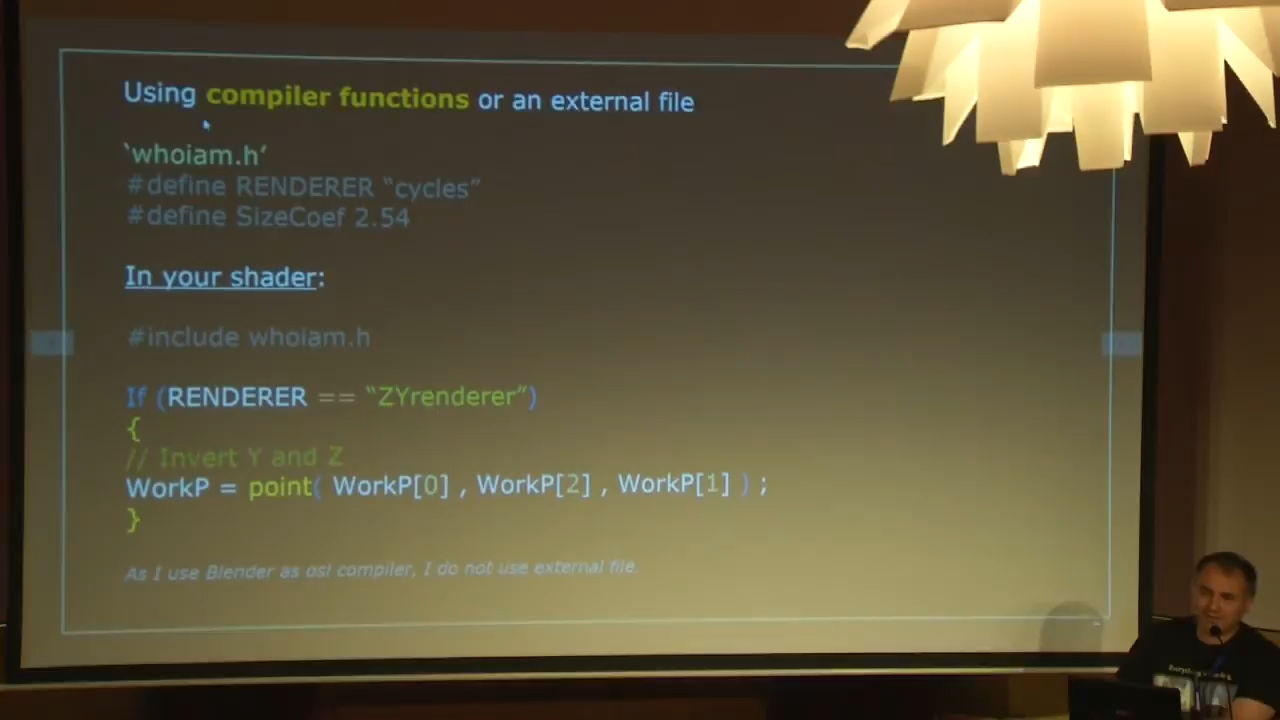 Using compiler functions or an external file
‘whoiam.h’
#define RENDERER “cycles”
#define SizeCoef 2.54
In your shader:
#include whoiam.h
If (RENDERER == “ZYrenderer”)
{
// Invert Y and Z
WorkP = point( WorkP[0] , WorkP[2] , WorkP[1] ) ;
}
As I use Blender as osl compiler, I do not use external file.